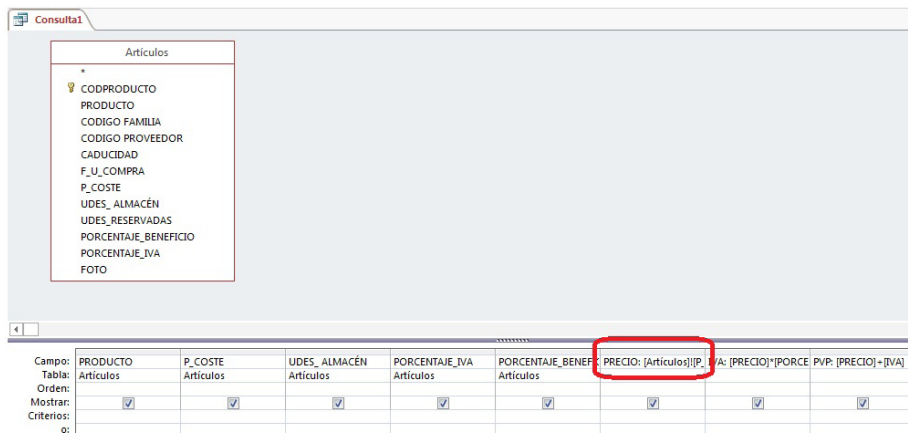 Consulta1
Artículos
*
CODPRODUCTO
PRODUCTO
CODIGO FAMILIA
CODIGO PROVEEDOR
CADUCIDAD
F_U_COMPRA
P_COSTE
UDES_ ALMACÉN
UDES_RESERVADAS
PORCENTAJE_BENEFICIO
PORCENTAJE_IVA
FOTO
Campo: PRODUCTO P_COSTE UDES_ ALMACÉN PORCENTAJE_IVA PORCENTAJE_BENEFIC PRECIO: [Artículos]![P_ IVA: [PRECIO]*[PORCE PVP: [PRECIO]+[IVA]
Tabla: Artículos Artículos Artículos Artículos Artículos
Orden:
Mostrar:
Criterios:
o: